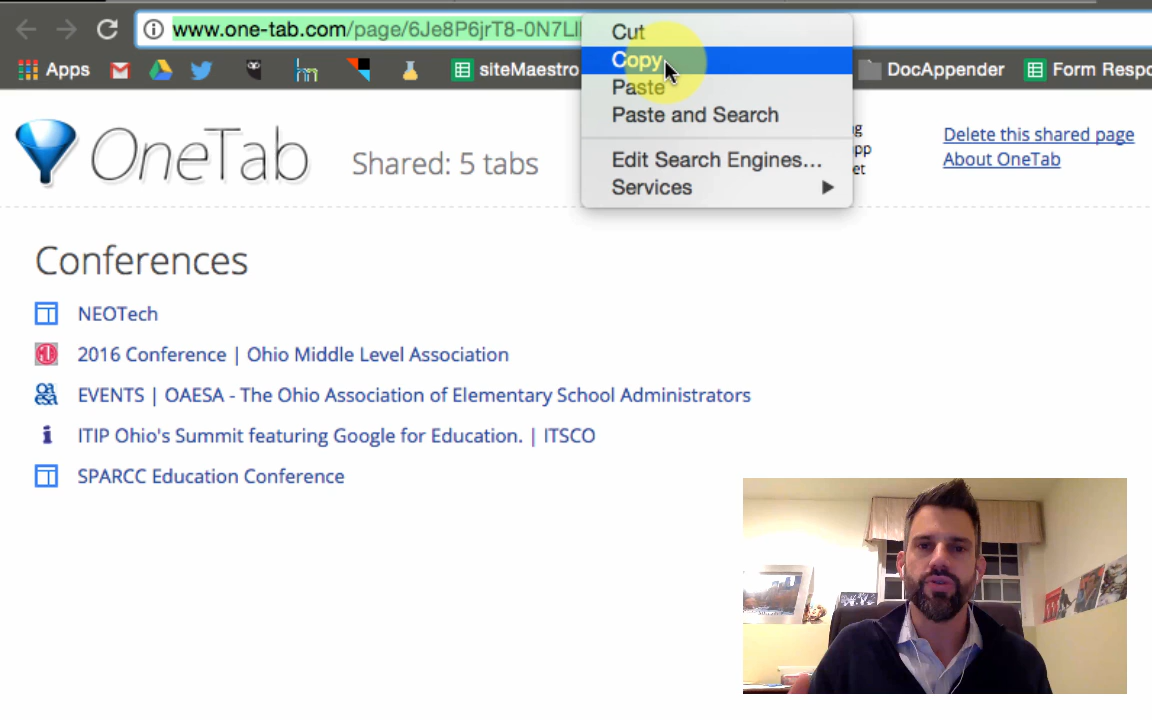 www.one-tab.com/page/6Je8P6jrT8-0N7Ll
Cut
Copy
Paste
Paste and Search
Edit Search Engines...
Services
Apps
siteMaestro
DocAppender
Form Respo
OneTab
Shared: 5 tabs
Delete this shared page
About OneTab
Conferences
NEOTech
2016 Conference | Ohio Middle Level Association
EVENTS | OAESA - The Ohio Association of Elementary School Administrators
ITIP Ohio's Summit featuring Google for Education. | ITSCO
SPARCC Education Conference